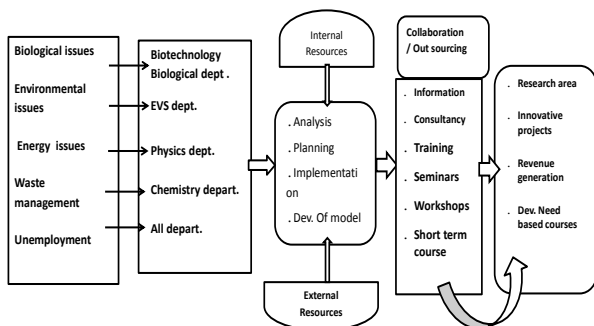 Biological issues
Environmental
issues
Energy issues
Waste
management
Unemployment
Biotechnology
Biological dept .
EVS dept.
Physics dept.
Chemistry depart.
All depart.
Internal
Resources
. Analysis
. Planning
. Implementati
on
. Dev. Of model
External
Resources
Collaboration
/ Out sourcing
. Information
. Consultancy
. Training
. Seminars
. Workshops
. Short term
course
. Research area
. Innovative
projects
. Revenue
generation
. Dev. Need
based courses